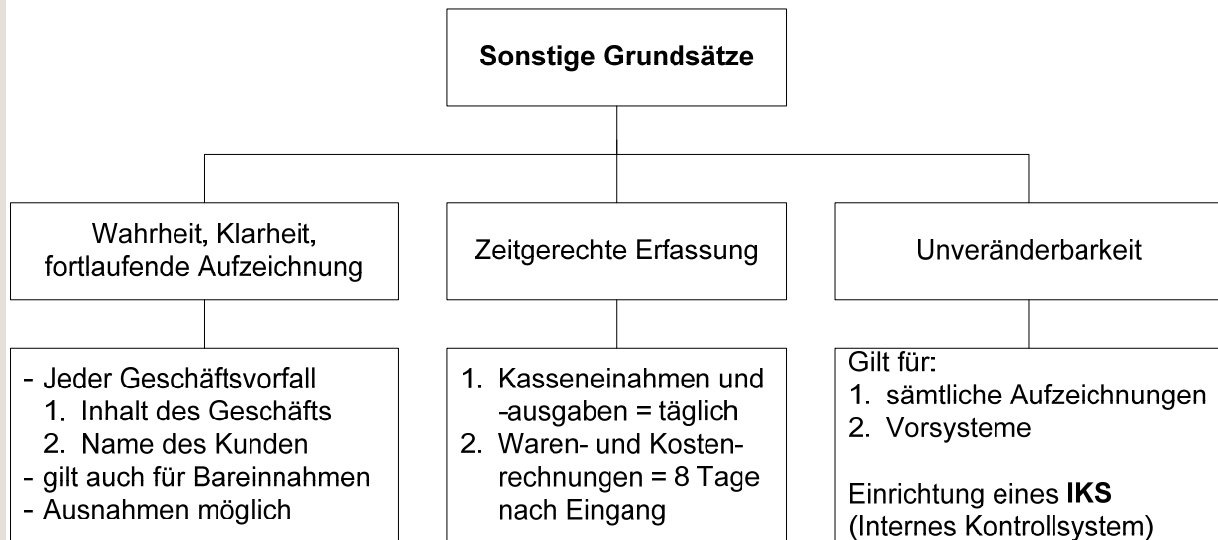 Sonstige Grundsätze
Wahrheit, Klarheit,
fortlaufende Aufzeichnung
Zeitgerechte Erfassung
Unveränderbarkeit
- Jeder Geschäftsvorfall
1. Inhalt des Geschäfts
2. Name des Kunden
- gilt auch für Bareinnahmen
- Ausnahmen möglich
1. Kasseneinahmen und
-ausgaben = täglich
2. Waren- und Kosten-
rechnungen = 8 Tage
nach Eingang
Gilt für:
1. sämtliche Aufzeichnungen
2. Vorsysteme
Einrichtung eines IKS
(Internes Kontrollsystem)